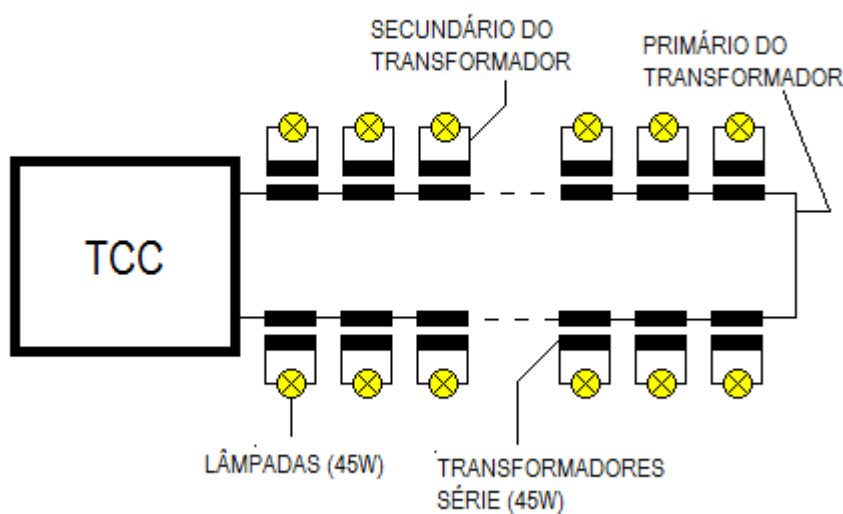 SECUNDÁRIO DO
TRANSFORMADOR
PRIMÁRIO DO
TRANSFORMADOR
TCC
LÂMPADAS (45W)
TRANSFORMADORES
SÉRIE (45W)